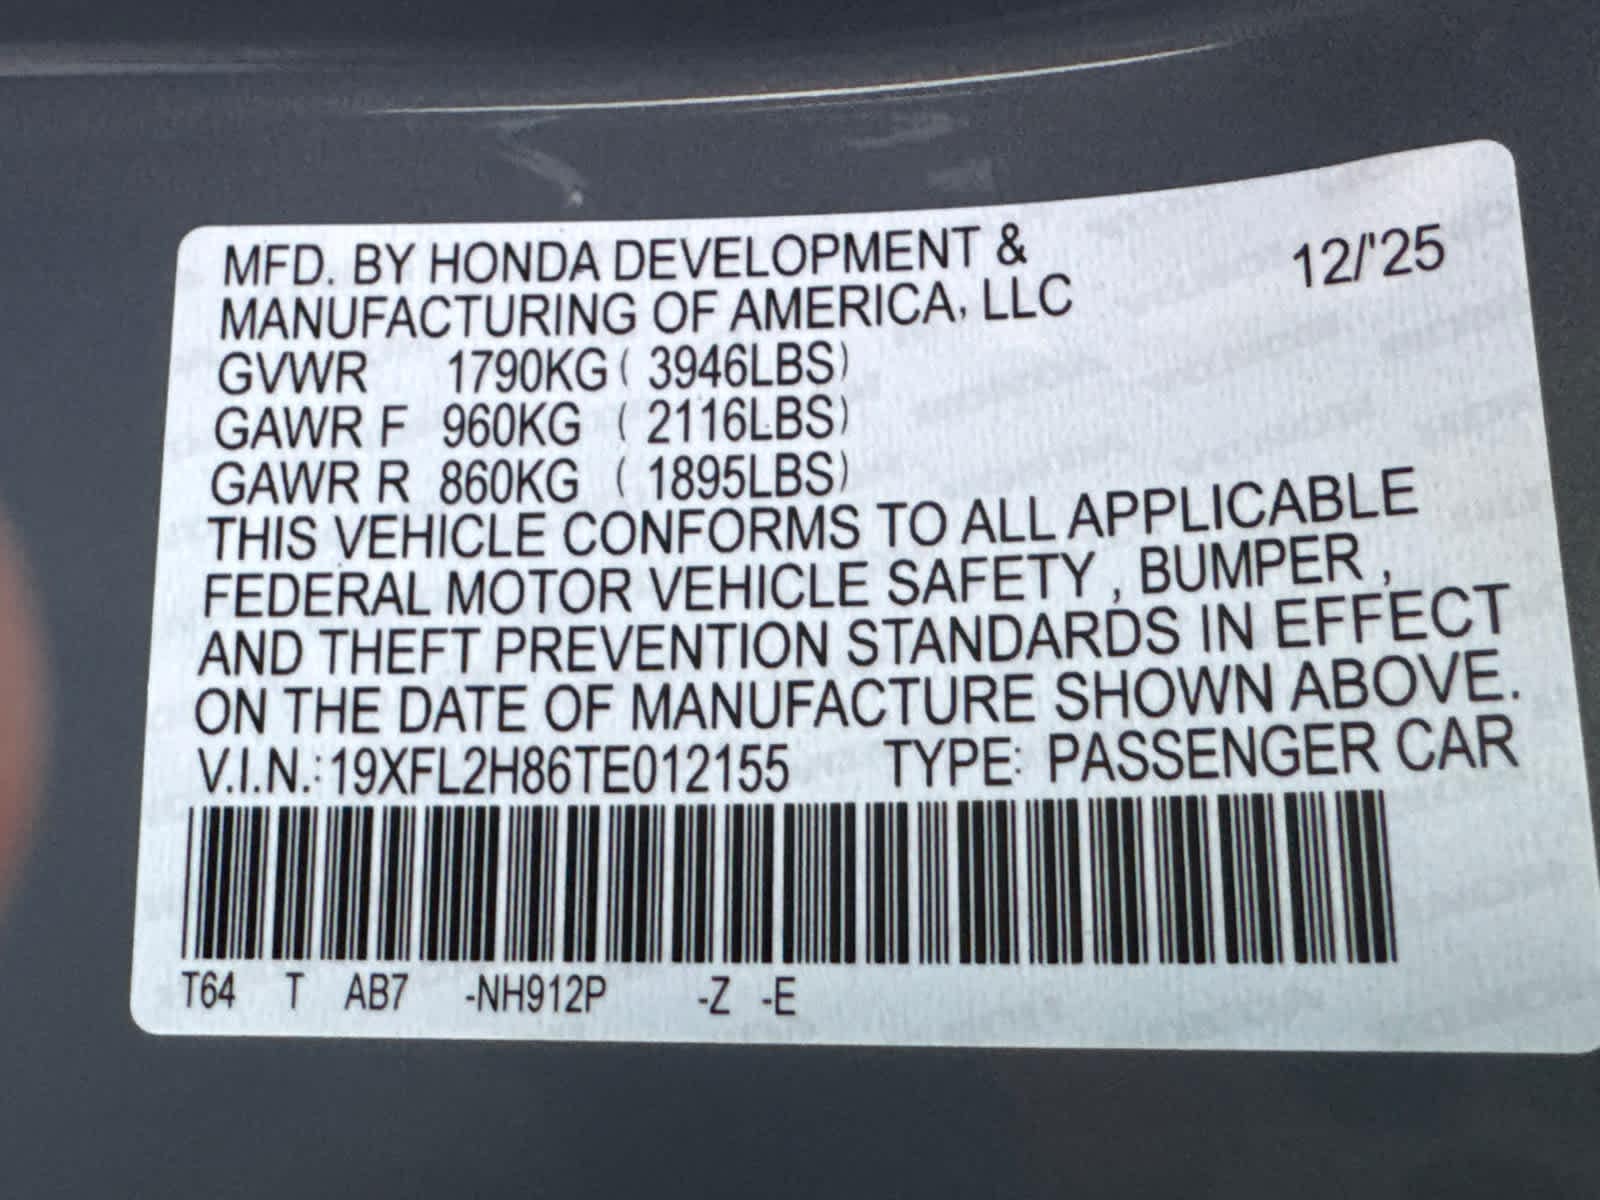 MFD. BY HONDA DEVELOPMENT & 12/'25
MANUFACTURING OF AMERICA, LLC
GVWR 1790KG ( 3946LBS)
GAWR F 960KG ( 2116LBS)
GAWR R 860KG ( 1895LBS)
THIS VEHICLE CONFORMS TO ALL APPLICABLE
FEDERAL MOTOR VEHICLE SAFETY , BUMPER ,
AND THEFT PREVENTION STANDARDS IN EFFECT
ON THE DATE OF MANUFACTURE SHOWN ABOVE.
V.I.N.:19XFL2H86TE012155 TYPE: PASSENGER CAR
T64 T AB7 -NH912P -Z -E